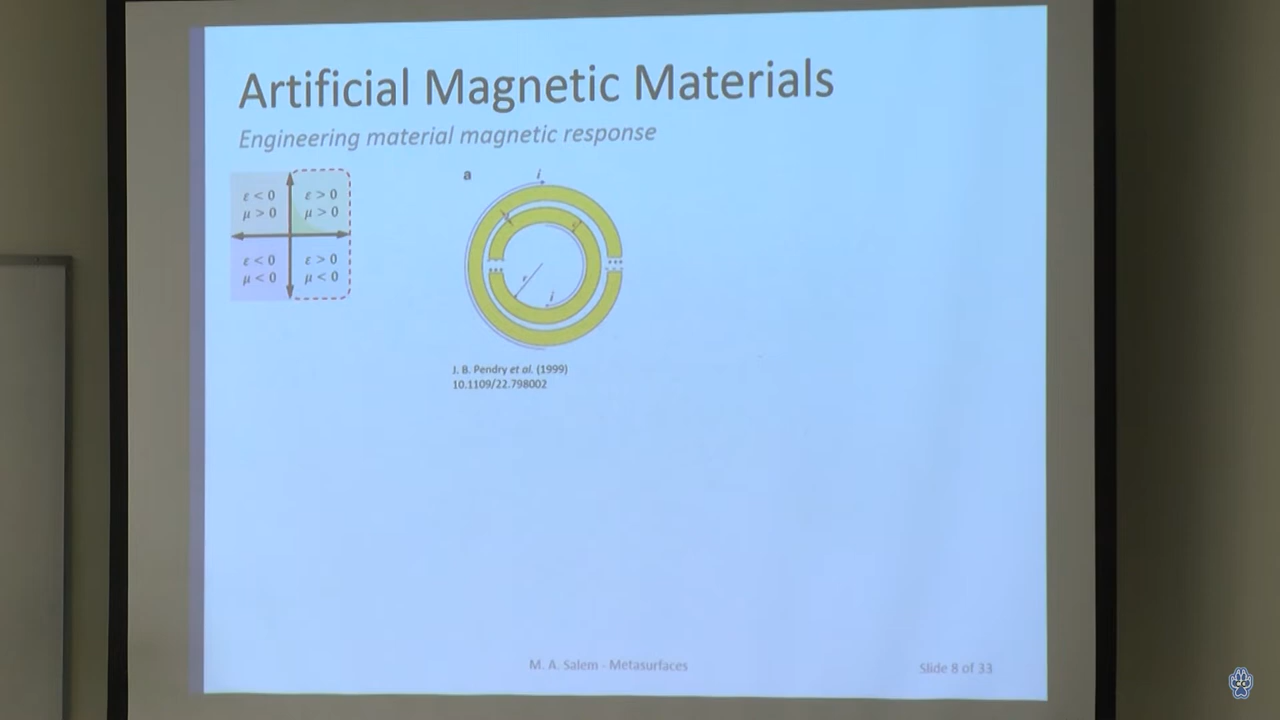 Artificial Magnetic Materials
Engineering material magnetic response
ε < 0
μ > 0
ε > 0
μ > 0
ε < 0
μ < 0
ε > 0
μ < 0
a
i
r
i
J. B. Pendry et al. (1999)
10.1109/22.798002
M. A. Salem - Metasurfaces
Slide 8 of 33